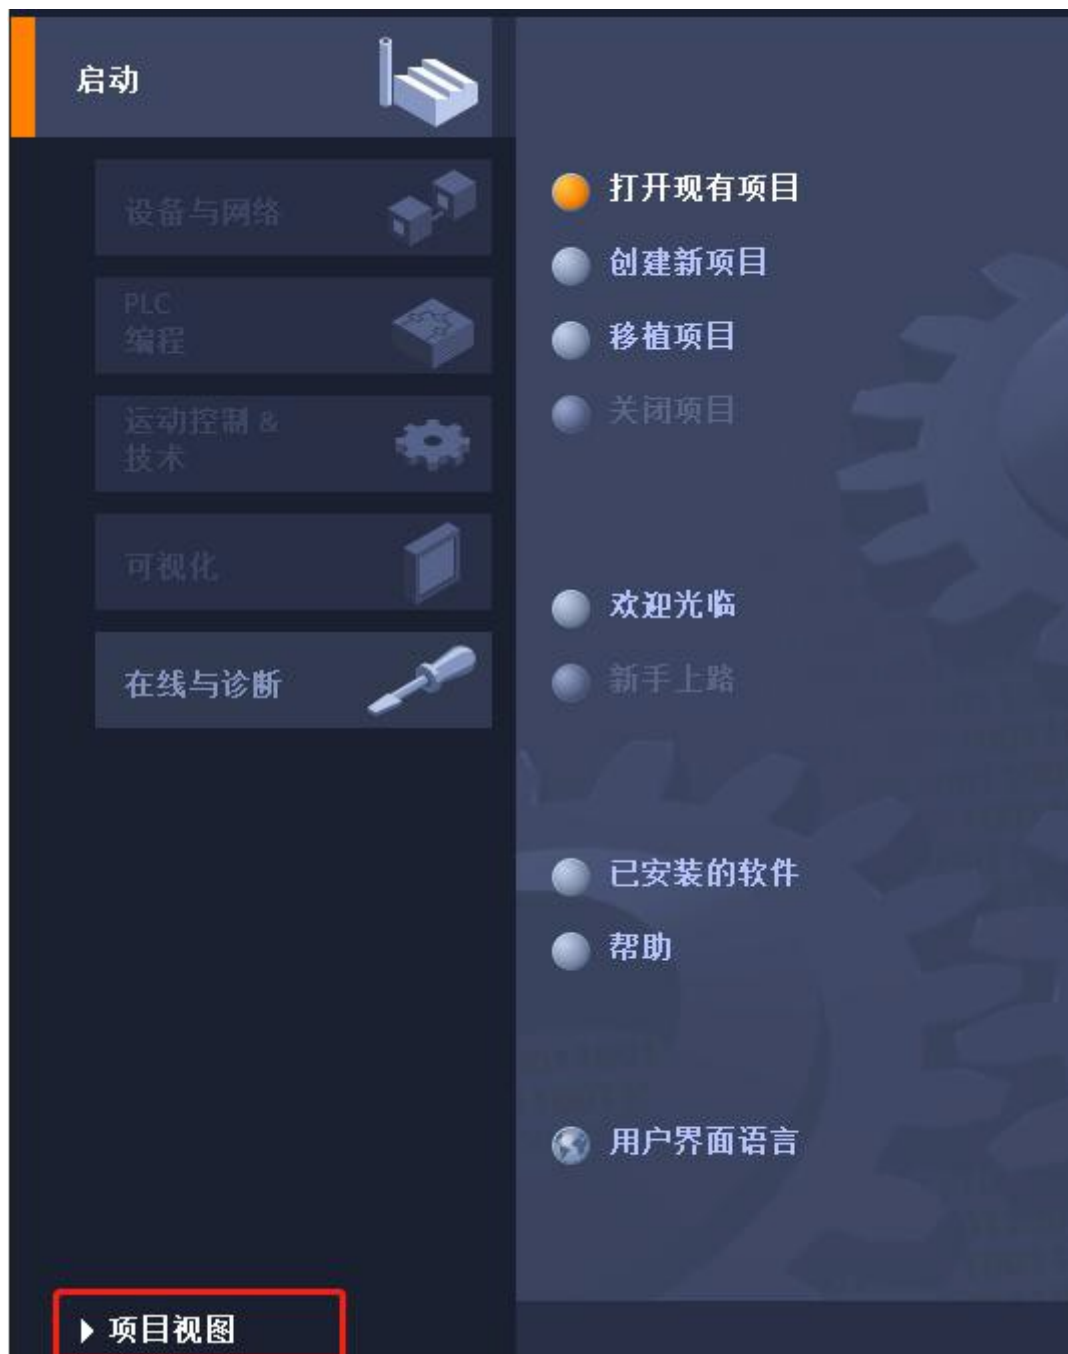 启动
设备与网络
PLC
编程
运动控制 &
技术
可视化
在线与诊断
项目视图
打开现有项目
创建新项目
移植项目
关闭项目
欢迎光临
新手上路
已安装的软件
帮助
用户界面语言